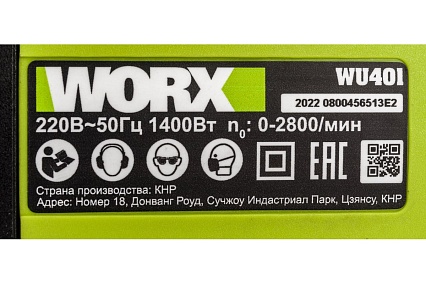 WORX WU401
2022 0800456513E2
220В~50Гц 1400Вт n₀: 0-2800/мин
EAC
Страна производства: КНР
Адрес: Номер 18, Донванг Роуд, Сучжоу Индастриал Парк, Цзянсу, КНР